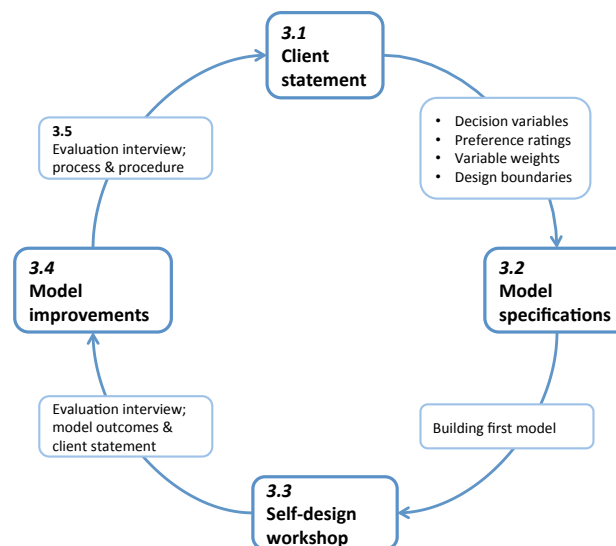 3.1
Client
statement
• Decision variables
• Preference ratings
• Variable weights
• Design boundaries
3.2
Model
specifications
Building first model
3.3
Self-design
workshop
Evaluation interview;
model outcomes &
client statement
3.4
Model
improvements
3.5
Evaluation interview;
process & procedure